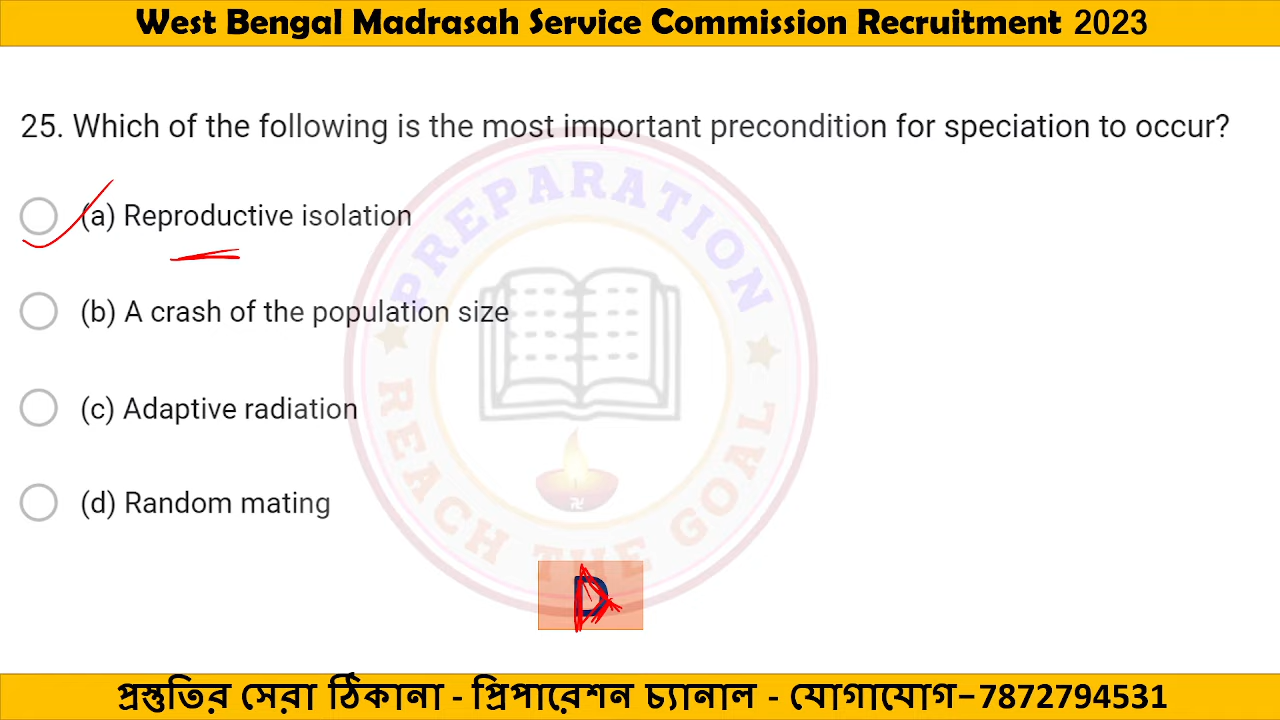 West Bengal Madrasah Service Commission Recruitment 2023
25. Which of the following is the most important precondition for speciation to occur?
(a) Reproductive isolation
(b) A crash of the population size
(c) Adaptive radiation
(d) Random mating
PREPARATION
REACH THE GOAL
D
প্রস্তুতির সেরা ঠিকানা - প্রিপারেশন চ্যানাল - যোগাযোগ–7872794531